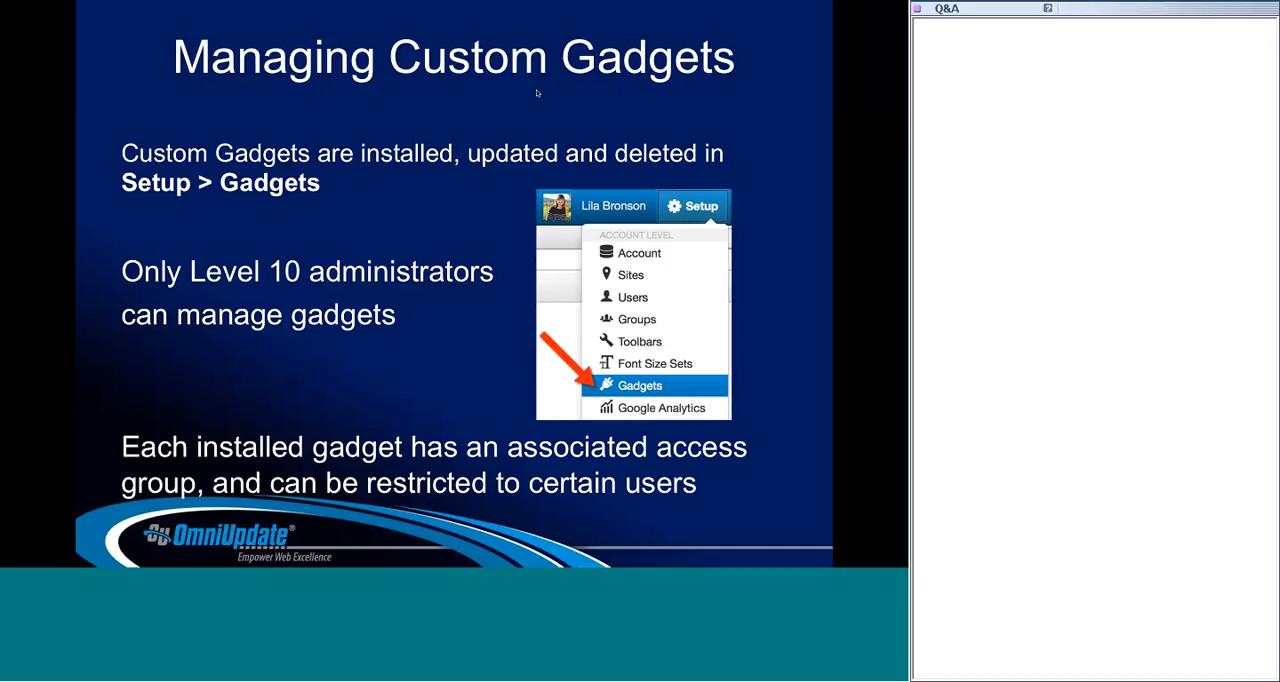 Q&A
Managing Custom Gadgets
Custom Gadgets are installed, updated and deleted in
Setup > Gadgets
Lila Bronson
Setup
ACCOUNT LEVEL
Account
Sites
Users
Groups
Toolbars
Font Size Sets
Gadgets
Google Analytics
Only Level 10 administrators
can manage gadgets
Each installed gadget has an associated access
group, and can be restricted to certain users
OmniUpdate®
Empower Web Excellence